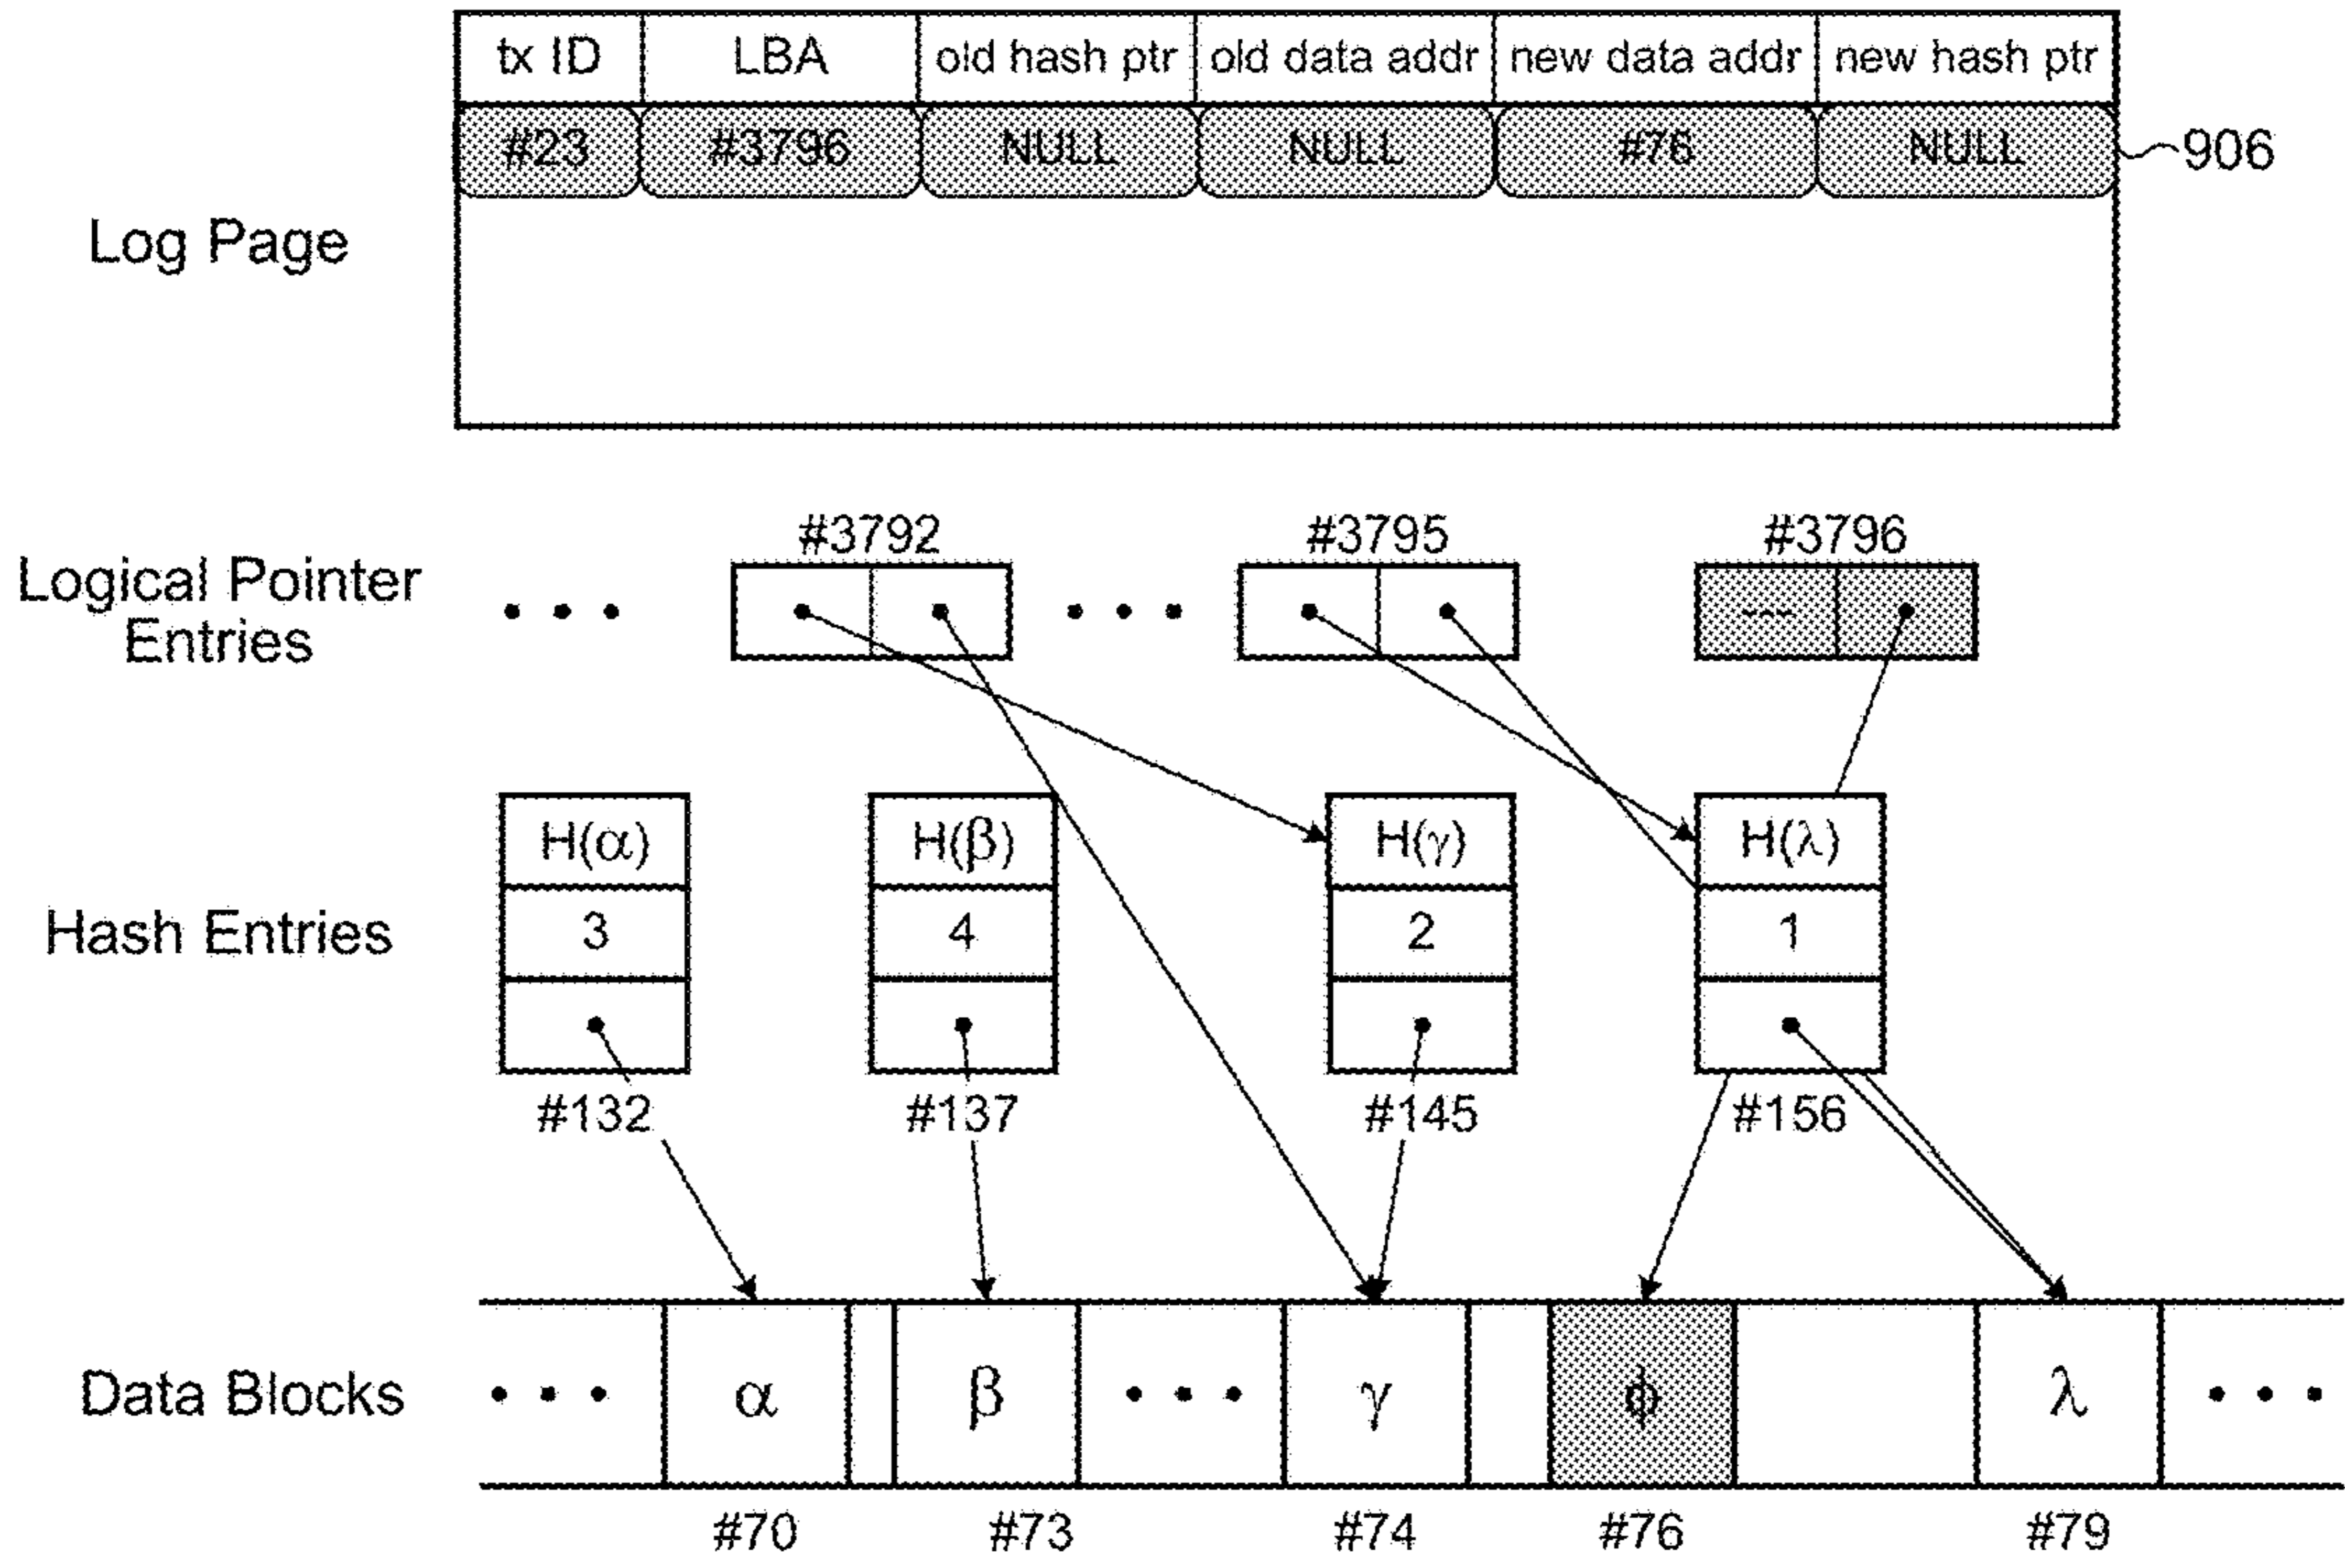 tx ID LBA old hash ptr old data addr new data addr new hash ptr
#23 #3796 NULL NULL #76 NULL 906
Log Page
#3792 #3795 #3796
Logical Pointer
Entries
---
H(α) H(β) H(γ) H(λ)
Hash Entries 3 4 2 1
#132 #137 #145 #156
Data Blocks α β γ ϕ λ
#70 #73 #74 #76 #79